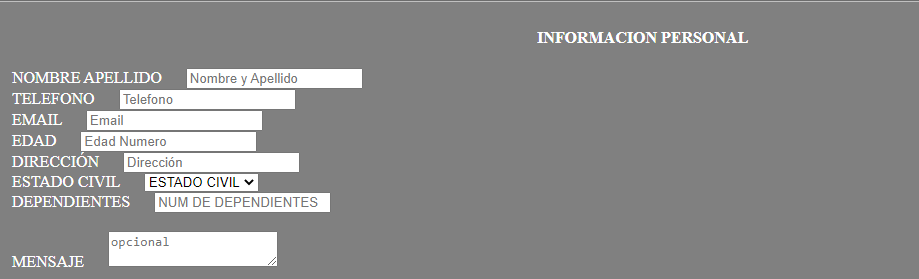 INFORMACION PERSONAL
NOMBRE APELLIDO Nombre y Apellido
TELEFONO Telefono
EMAIL Email
EDAD Edad Numero
DIRECCIÓN Dirección
ESTADO CIVIL ESTADO CIVIL
DEPENDIENTES NUM DE DEPENDIENTES
MENSAJE opcional